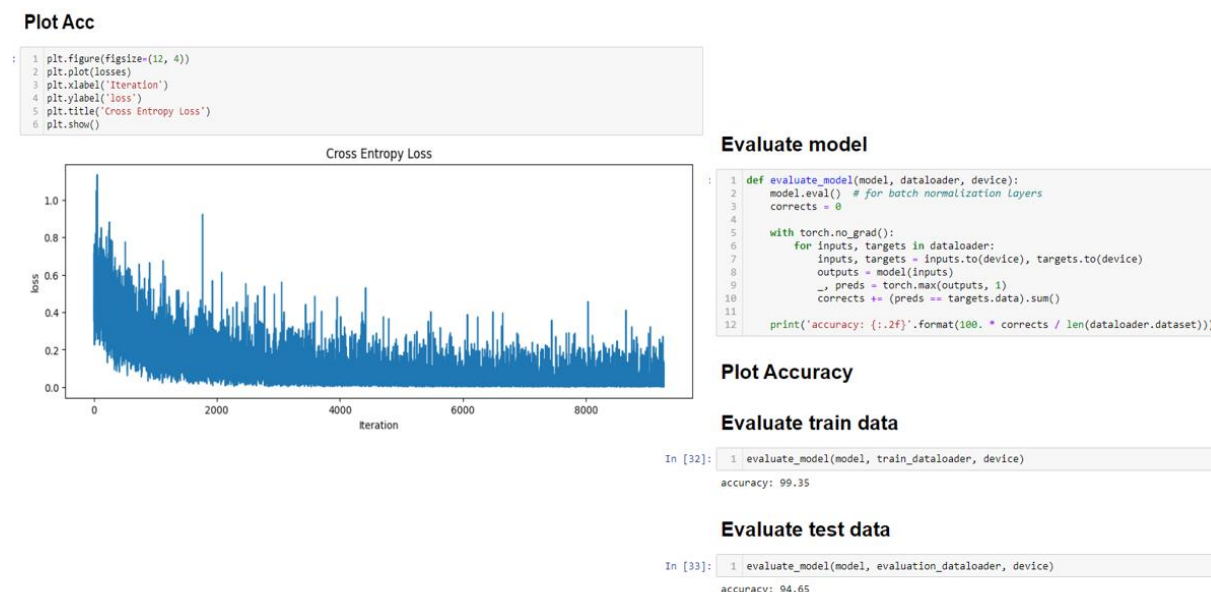 Plot Acc
:
1 plt.figure(figsize=(12, 4))
2 plt.plot(losses)
3 plt.xlabel('Iteration')
4 plt.ylabel('loss')
5 plt.title('Cross Entropy Loss')
6 plt.show()
Cross Entropy Loss
1.0
0.8
0.6
0.4
0.2
0.0
loss
0 2000 4000 6000 8000
Iteration
Evaluate model
:
1 def evaluate_model(model, dataloader, device):
2 model.eval() # for batch normalization layers
3 corrects = 0
4
5 with torch.no_grad():
6 for inputs, targets in dataloader:
7 inputs, targets = inputs.to(device), targets.to(device)
8 outputs = model(inputs)
9 _, preds = torch.max(outputs, 1)
10 corrects += (preds == targets.data).sum()
11
12 print('accuracy: {:.2f}'.format(100. * corrects / len(dataloader.dataset)))
Plot Accuracy
Evaluate train data
In [32]: 1 evaluate_model(model, train_dataloader, device)
accuracy: 99.35
Evaluate test data
In [33]: 1 evaluate_model(model, evaluation_dataloader, device)
accuracy: 94.65